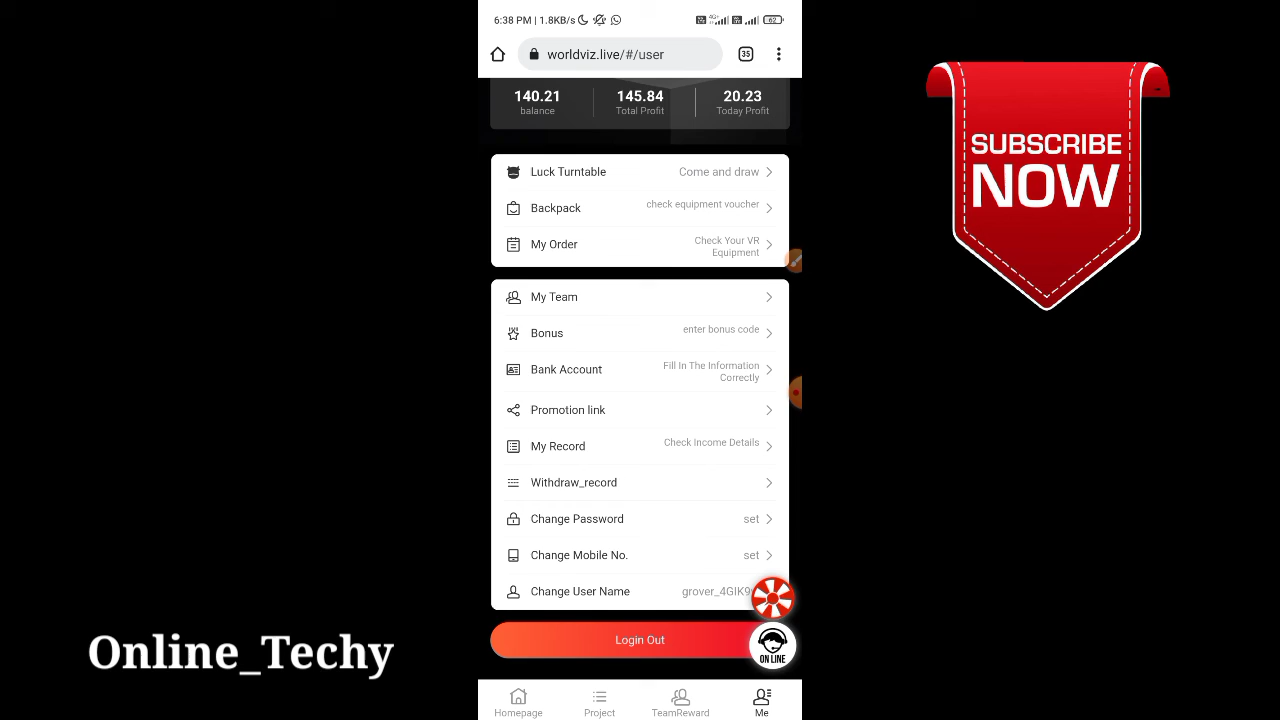 6:38 PM | 1.8KB/s
4G+
62
worldviz.live/#/user
35
140.21 145.84 20.23
balance Total Profit Today Profit
Luck Turntable Come and draw
Backpack check equipment voucher
My Order Check Your VR Equipment
My Team
Bonus enter bonus code
Bank Account Fill In The Information Correctly
Promotion link
My Record Check Income Details
Withdraw_record
Change Password set
Change Mobile No. set
Change User Name grover_4GIK9
Login Out
ON LINE
Homepage Project TeamReward Me
SUBSCRIBE
NOW
Online_Techy